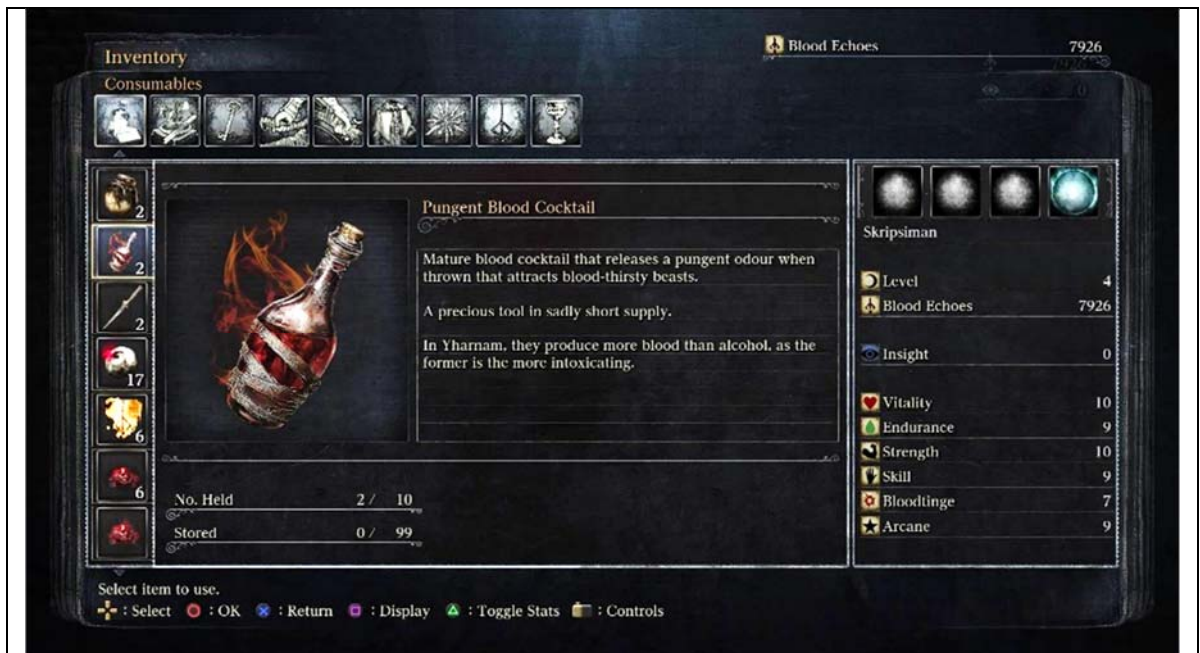 Inventory
Blood Echoes 7926
Consumables
0
2
2
2
17
6
6
Pungent Blood Cocktail
Mature blood cocktail that releases a pungent odour when
thrown that attracts blood-thirsty beasts.
A precious tool in sadly short supply.
In Yharnam, they produce more blood than alcohol, as the
former is the more intoxicating.
No. Held 2 / 10
Stored 0 / 99
Skripsiman
Level 4
Blood Echoes 7926
Insight 0
Vitality 10
Endurance 9
Strength 10
Skill 9
Bloodtinge 7
Arcane 9
Select item to use.
: Select : OK : Return : Display : Toggle Stats : Controls